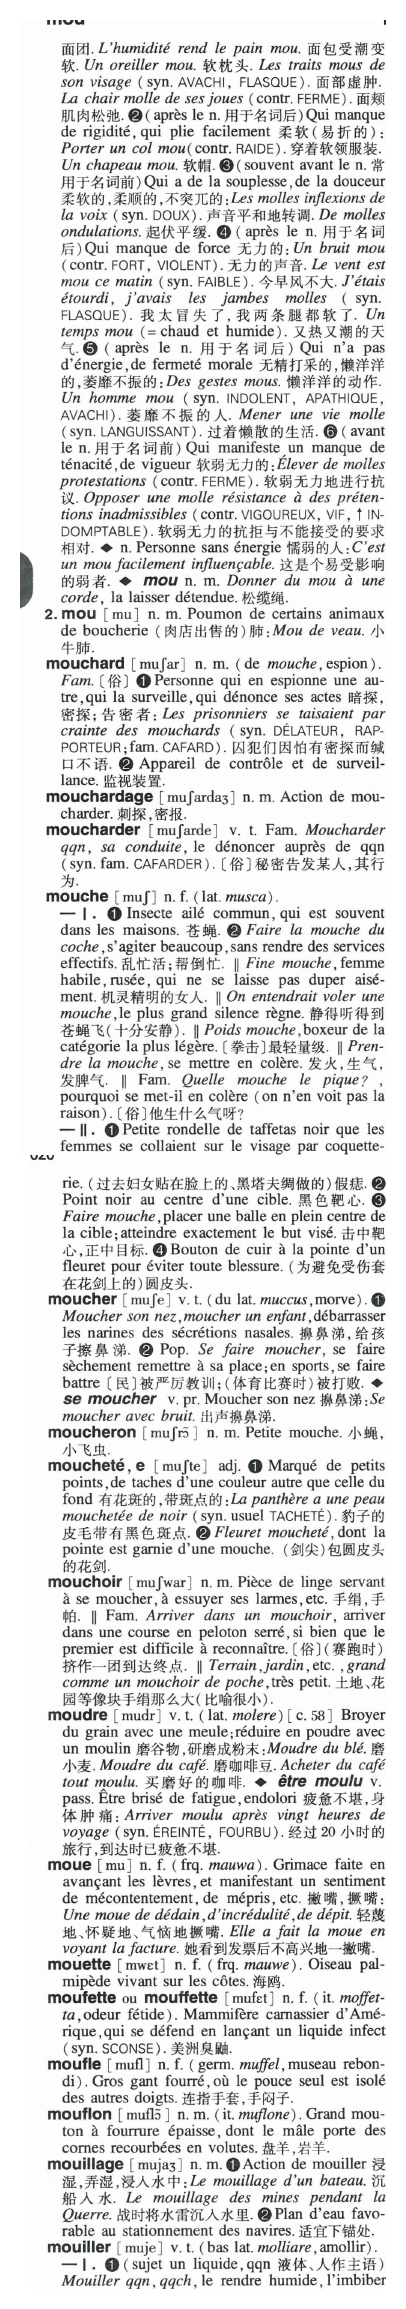 mou
面团. L'humidité rend le pain mou. 面包受潮变
软. Un oreiller mou. 软枕头. Les traits mous de
son visage ( syn. AVACHI, FLASQUE). 面部虚肿.
La chair molle de ses joues ( contr. FERME). 面颊
肌肉松弛. ❷ ( après le n. 用于名词后) Qui manque
de rigidité, qui plie facilement 柔软(易折的):
Porter un col mou( contr. RAIDE). 穿着软领服装.
Un chapeau mou. 软帽. ❸ ( souvent avant le n. 常
用于名词前) Qui a de la souplesse, de la douceur
柔软的,柔顺的,不突兀的: Les molles inflexions de
la voix ( syn. DOUX). 声音平和地转调. De molles
ondulations. 起伏平缓. ❹ ( après le n. 用于名词
后) Qui manque de force 无力的: Un bruit mou
( contr. FORT, VIOLENT). 无力的声音. Le vent est
mou ce matin ( syn. FAIBLE). 今早风不大. J'étais
étourdi, j'avais les jambes molles ( syn.
FLASQUE). 我太冒失了,我两条腿都软了. Un
temps mou (= chaud et humide). 又热又潮的天
气. ❺ ( après le n. 用于名词后) Qui n'a pas
d'énergie, de fermeté morale 无精打采的,懒洋洋
的,萎靡不振的: Des gestes mous. 懒洋洋的动作.
Un homme mou ( syn. INDOLENT, APATHIQUE,
AVACHI). 萎靡不振的人. Mener une vie molle
( syn. LANGUISSANT). 过着懒散的生活. ❻ ( avant
le n. 用于名词前) Qui manifeste un manque de
ténacité, de vigueur 软弱无力的: Élever de molles
protestations ( contr. FERME). 软弱无力地进行抗
议. Opposer une molle résistance à des préten-
tions inadmissibles ( contr. VIGOUREUX, VIF, ↑ IN-
DOMPTABLE). 软弱无力的抗拒与不能接受的要求
相对. ◆ n. Personne sans énergie 懦弱的人: C'est
un mou facilement influençable. 这是个易受影响
的弱者. ◆ mou n. m. Donner du mou à une
corde, la laisser détendue. 松缆绳.
2. mou [mu] n. m. Poumon de certains animaux
de boucherie (肉店出售的)肺: Mou de veau. 小
牛肺.
mouchard [muʃar] n. m. ( de mouche, espion).
Fam. [俗] ❶ Personne qui en espionne une au-
tre, qui la surveille, qui dénonce ses actes 暗探,
密探; 告密者: Les prisonniers se taisaient par
crainte des mouchards ( syn. DÉLATEUR, RAP-
PORTEUR; fam. CAFARD). 囚犯们因怕有密探而缄
口不语. ❷ Appareil de contrôle et de surveil-
lance. 监视装置.
mouchardage [muʃardaʒ] n. m. Action de mou-
charder. 刺探,密报.
moucharder [muʃarde] v. t. Fam. Moucharder
qqn, sa conduite, le dénoncer auprès de qqn
( syn. fam. CAFARDER). [俗]秘密告发某人,其行
为.
mouche [muʃ] n. f. ( lat. musca).
— I. ❶ Insecte ailé commun, qui est souvent
dans les maisons. 苍蝇. ❷ Faire la mouche du
coche, s'agiter beaucoup, sans rendre des services
effectifs. 乱忙活;帮倒忙. ‖ Fine mouche, femme
habile, rusée, qui ne se laisse pas duper aisé-
ment. 机灵精明的女人. ‖ On entendrait voler une
mouche, le plus grand silence règne. 静得听得到
苍蝇飞(十分安静). ‖ Poids mouche, boxeur de la
catégorie la plus légère. [拳击]最轻量级. ‖ Pren-
dre la mouche, se mettre en colère. 发火,生气,
发脾气. ‖ Fam. Quelle mouche le pique? ,
pourquoi se met-il en colère ( on n'en voit pas la
raison). [俗]他生什么气呀?
— II. ❶ Petite rondelle de taffetas noir que les
femmes se collaient sur le visage par coquette-
620
rie. (过去妇女贴在脸上的、黑塔夫绸做的)假痣. ❷
Point noir au centre d'une cible. 黑色靶心. ❸
Faire mouche, placer une balle en plein centre de
la cible; atteindre exactement le but visé. 击中靶
心,正中目标. ❹ Bouton de cuir à la pointe d'un
fleuret pour éviter toute blessure. (为避免受伤套
在花剑上的)圆皮头.
moucher [muʃe] v. t. ( du lat. muccus, morve). ❶
Moucher son nez, moucher un enfant, débarrasser
les narines des sécrétions nasales. 擤鼻涕,给孩
子擦鼻涕. ❷ Pop. Se faire moucher, se faire
sèchement remettre à sa place; en sports, se faire
battre [民]被严厉教训; (体育比赛时)被打败. ◆
se moucher v. pr. Moucher son nez 擤鼻涕: Se
moucher avec bruit. 出声擤鼻涕.
moucheron [muʃrɔ̃] n. m. Petite mouche. 小蝇,
小飞虫.
moucheté, e [muʃte] adj. ❶ Marqué de petits
points, de taches d'une couleur autre que celle du
fond 有花斑的,带斑点的: La panthère a une peau
mouchetée de noir ( syn. usuel TACHETÉ). 豹子的
皮毛带有黑色斑点. ❷ Fleuret moucheté, dont la
pointe est garnie d'une mouche. (剑尖)包圆皮头
的花剑.
mouchoir [muʃwar] n. m. Pièce de linge servant
à se moucher, à essuyer ses larmes, etc. 手绢,手
帕. ‖ Fam. Arriver dans un mouchoir, arriver
dans une course en peloton serré, si bien que le
premier est difficile à reconnaître. [俗](赛跑时)
挤作一团到达终点. ‖ Terrain, jardin, etc. , grand
comme un mouchoir de poche, très petit. 土地、花
园等像块手绢那么大(比喻很小).
moudre [mudr] v. t. ( lat. molere) [c. 58] Broyer
du grain avec une meule; réduire en poudre avec
un moulin 磨谷物,研磨成粉末: Moudre du blé. 磨
小麦. Moudre du café. 磨咖啡豆. Acheter du café
tout moulu. 买磨好的咖啡. ◆ être moulu v.
pass. Être brisé de fatigue, endolori 疲惫不堪,身
体肿痛: Arriver moulu après vingt heures de
voyage ( syn. ÉREINTÉ, FOURBU). 经过 20 小时的
旅行,到达时已疲惫不堪.
moue [mu] n. f. ( frq. mauwa). Grimace faite en
avançant les lèvres, et manifestant un sentiment
de mécontentement, de mépris, etc. 撇嘴,撅嘴:
Une moue de dédain, d'incrédulité, de dépit. 轻蔑
地、怀疑地、气恼地撅嘴. Elle a fait la moue en
voyant la facture. 她看到发票后不高兴地一撇嘴.
mouette [mwɛt] n. f. ( frq. mauwe). Oiseau pal-
mipède vivant sur les côtes. 海鸥.
moufette ou mouffette [mufɛt] n. f. ( it. moffet-
ta, odeur fétide). Mammifère carnassier d'Amé-
rique, qui se défend en lançant un liquide infect
( syn. SCONSE). 美洲臭鼬.
moufle [mufl] n. f. ( germ. muffel, museau rebon-
di). Gros gant fourré, où le pouce seul est isolé
des autres doigts. 连指手套,手闷子.
mouflon [muflɔ̃] n. m. ( it. muflone). Grand mou-
ton à fourrure épaisse, dont le mâle porte des
cornes recourbées en volutes. 盘羊,岩羊.
mouillage [mujaʒ] n. m. ❶ Action de mouiller 浸
湿,弄湿,浸入水中: Le mouillage d'un bateau. 沉
船入水. Le mouillage des mines pendant la
Querre. 战时将水雷沉入水里. ❷ Plan d'eau favo-
rable au stationnement des navires. 适宜下锚处.
mouiller [muje] v. t. ( bas lat. molliare, amollir).
— I. ❶ ( sujet un liquide, qqn 液体、人作主语)
Mouiller qqn, qqch, le rendre humide, l'imbiber